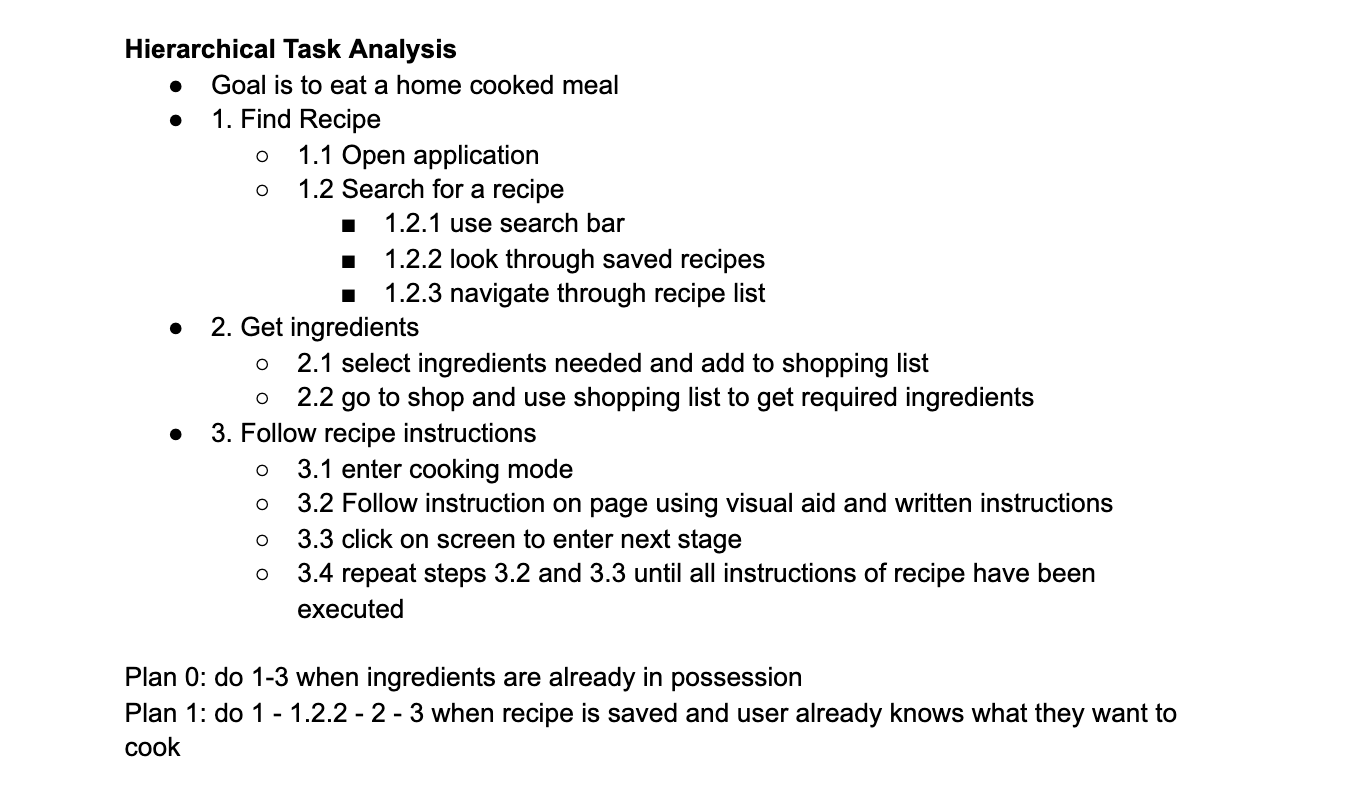 Hierarchical Task Analysis
● Goal is to eat a home cooked meal
● 1. Find Recipe
○ 1.1 Open application
○ 1.2 Search for a recipe
■ 1.2.1 use search bar
■ 1.2.2 look through saved recipes
■ 1.2.3 navigate through recipe list
● 2. Get ingredients
○ 2.1 select ingredients needed and add to shopping list
○ 2.2 go to shop and use shopping list to get required ingredients
● 3. Follow recipe instructions
○ 3.1 enter cooking mode
○ 3.2 Follow instruction on page using visual aid and written instructions
○ 3.3 click on screen to enter next stage
○ 3.4 repeat steps 3.2 and 3.3 until all instructions of recipe have been
executed
Plan 0: do 1-3 when ingredients are already in possession
Plan 1: do 1 - 1.2.2 - 2 - 3 when recipe is saved and user already knows what they want to
cook